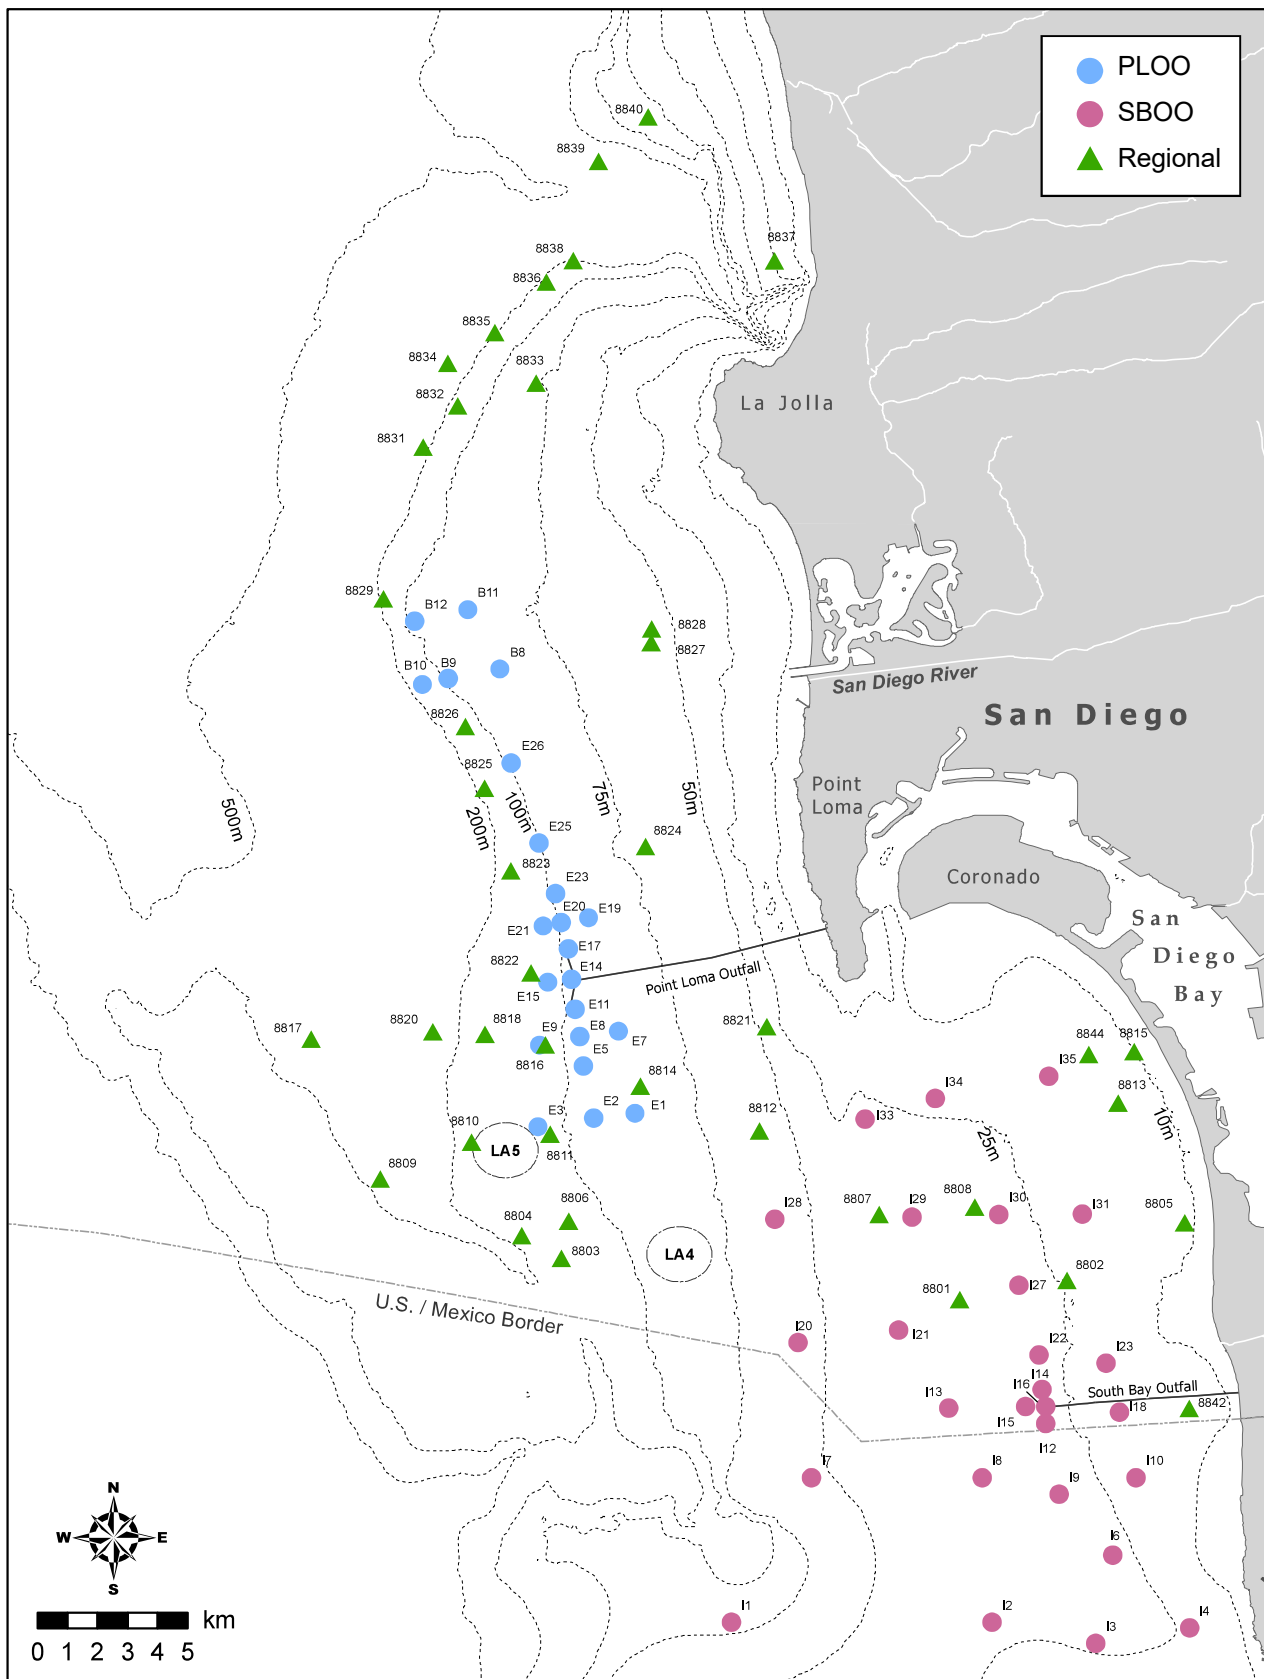 PLOO
SBOO
Regional
8840
8839
8838
8837
8836
8835
8834
8833
8832
8831
La Jolla
8829
B12
B11
8828
8827
B10
B9
B8
San Diego River
San Diego
8826
E26
8825
Point
Loma
500m
200m
100m
75m
50m
E25
8824
8823
Coronado
E23
E20
E19
E21
San
Diego
Bay
E17
8822
E14
E15
Point Loma Outfall
E11
8817
8820
8818
E9
E8
E7
8821
8844
8815
8816
E5
I35
8814
I34
8813
E3
E2
E1
8812
I33
10m
8810
LA5
8811
25m
8809
8806
I28
8807
I29
8808
I30
I31
8805
8804
8803
LA4
8802
I27
8801
U.S. / Mexico Border
I20
I21
I22
I23
I14
I16
South Bay Outfall
I13
I18
8842
I15
I12
I7
I8
I9
I10
N
W
E
S
I6
I1
I2
I3
I4
km
0 1 2 3 4 5